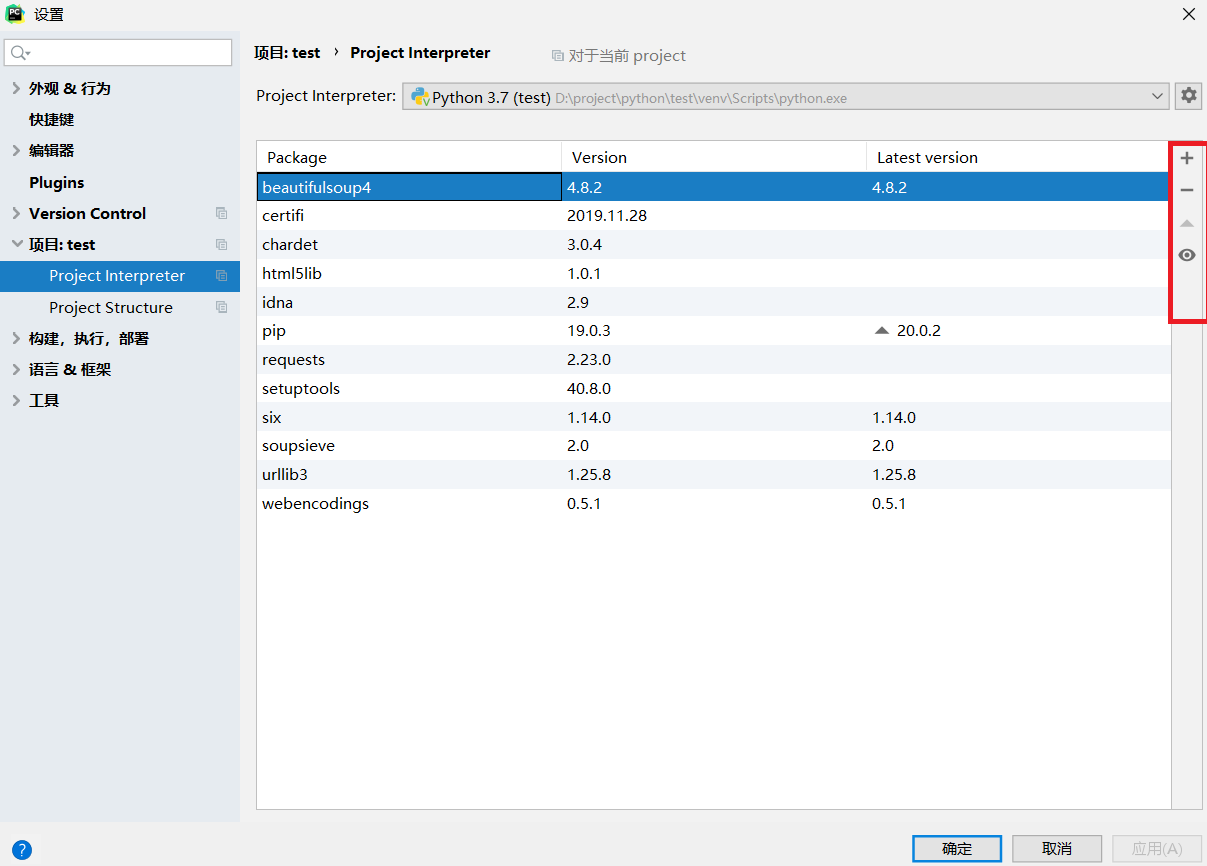 PC 设置
项目: test › Project Interpreter 对于当前 project
外观 & 行为
快捷键
编辑器
Plugins
Version Control
项目: test
Project Interpreter
Project Structure
构建，执行，部署
语言 & 框架
工具
Project Interpreter: Python 3.7 (test) D:\project\python\test\venv\Scripts\python.exe
Package Version Latest version
beautifulsoup4 4.8.2 4.8.2
certifi 2019.11.28
chardet 3.0.4
html5lib 1.0.1
idna 2.9
pip 19.0.3 20.0.2
requests 2.23.0
setuptools 40.8.0
six 1.14.0 1.14.0
soupsieve 2.0 2.0
urllib3 1.25.8 1.25.8
webencodings 0.5.1 0.5.1
? 确定 取消 应用(A)